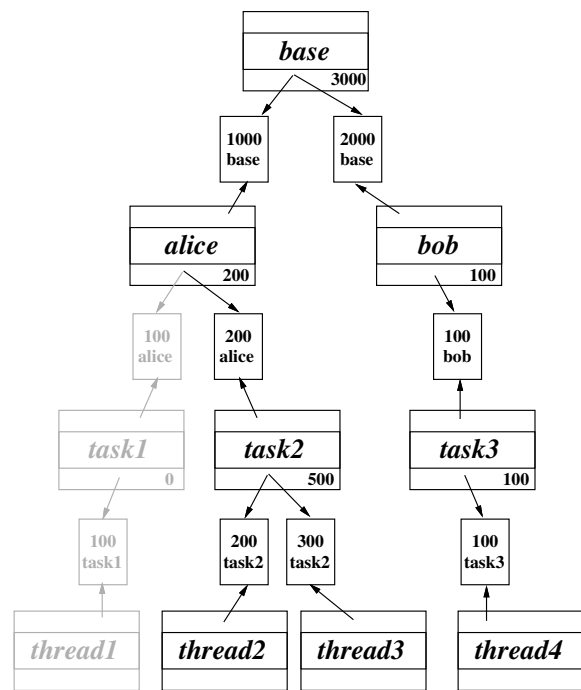 base
3000
1000
base
2000
base
alice
200
bob
100
100
alice
200
alice
100
bob
task1
0
task2
500
task3
100
100
task1
200
task2
300
task2
100
task3
thread1
thread2
thread3
thread4